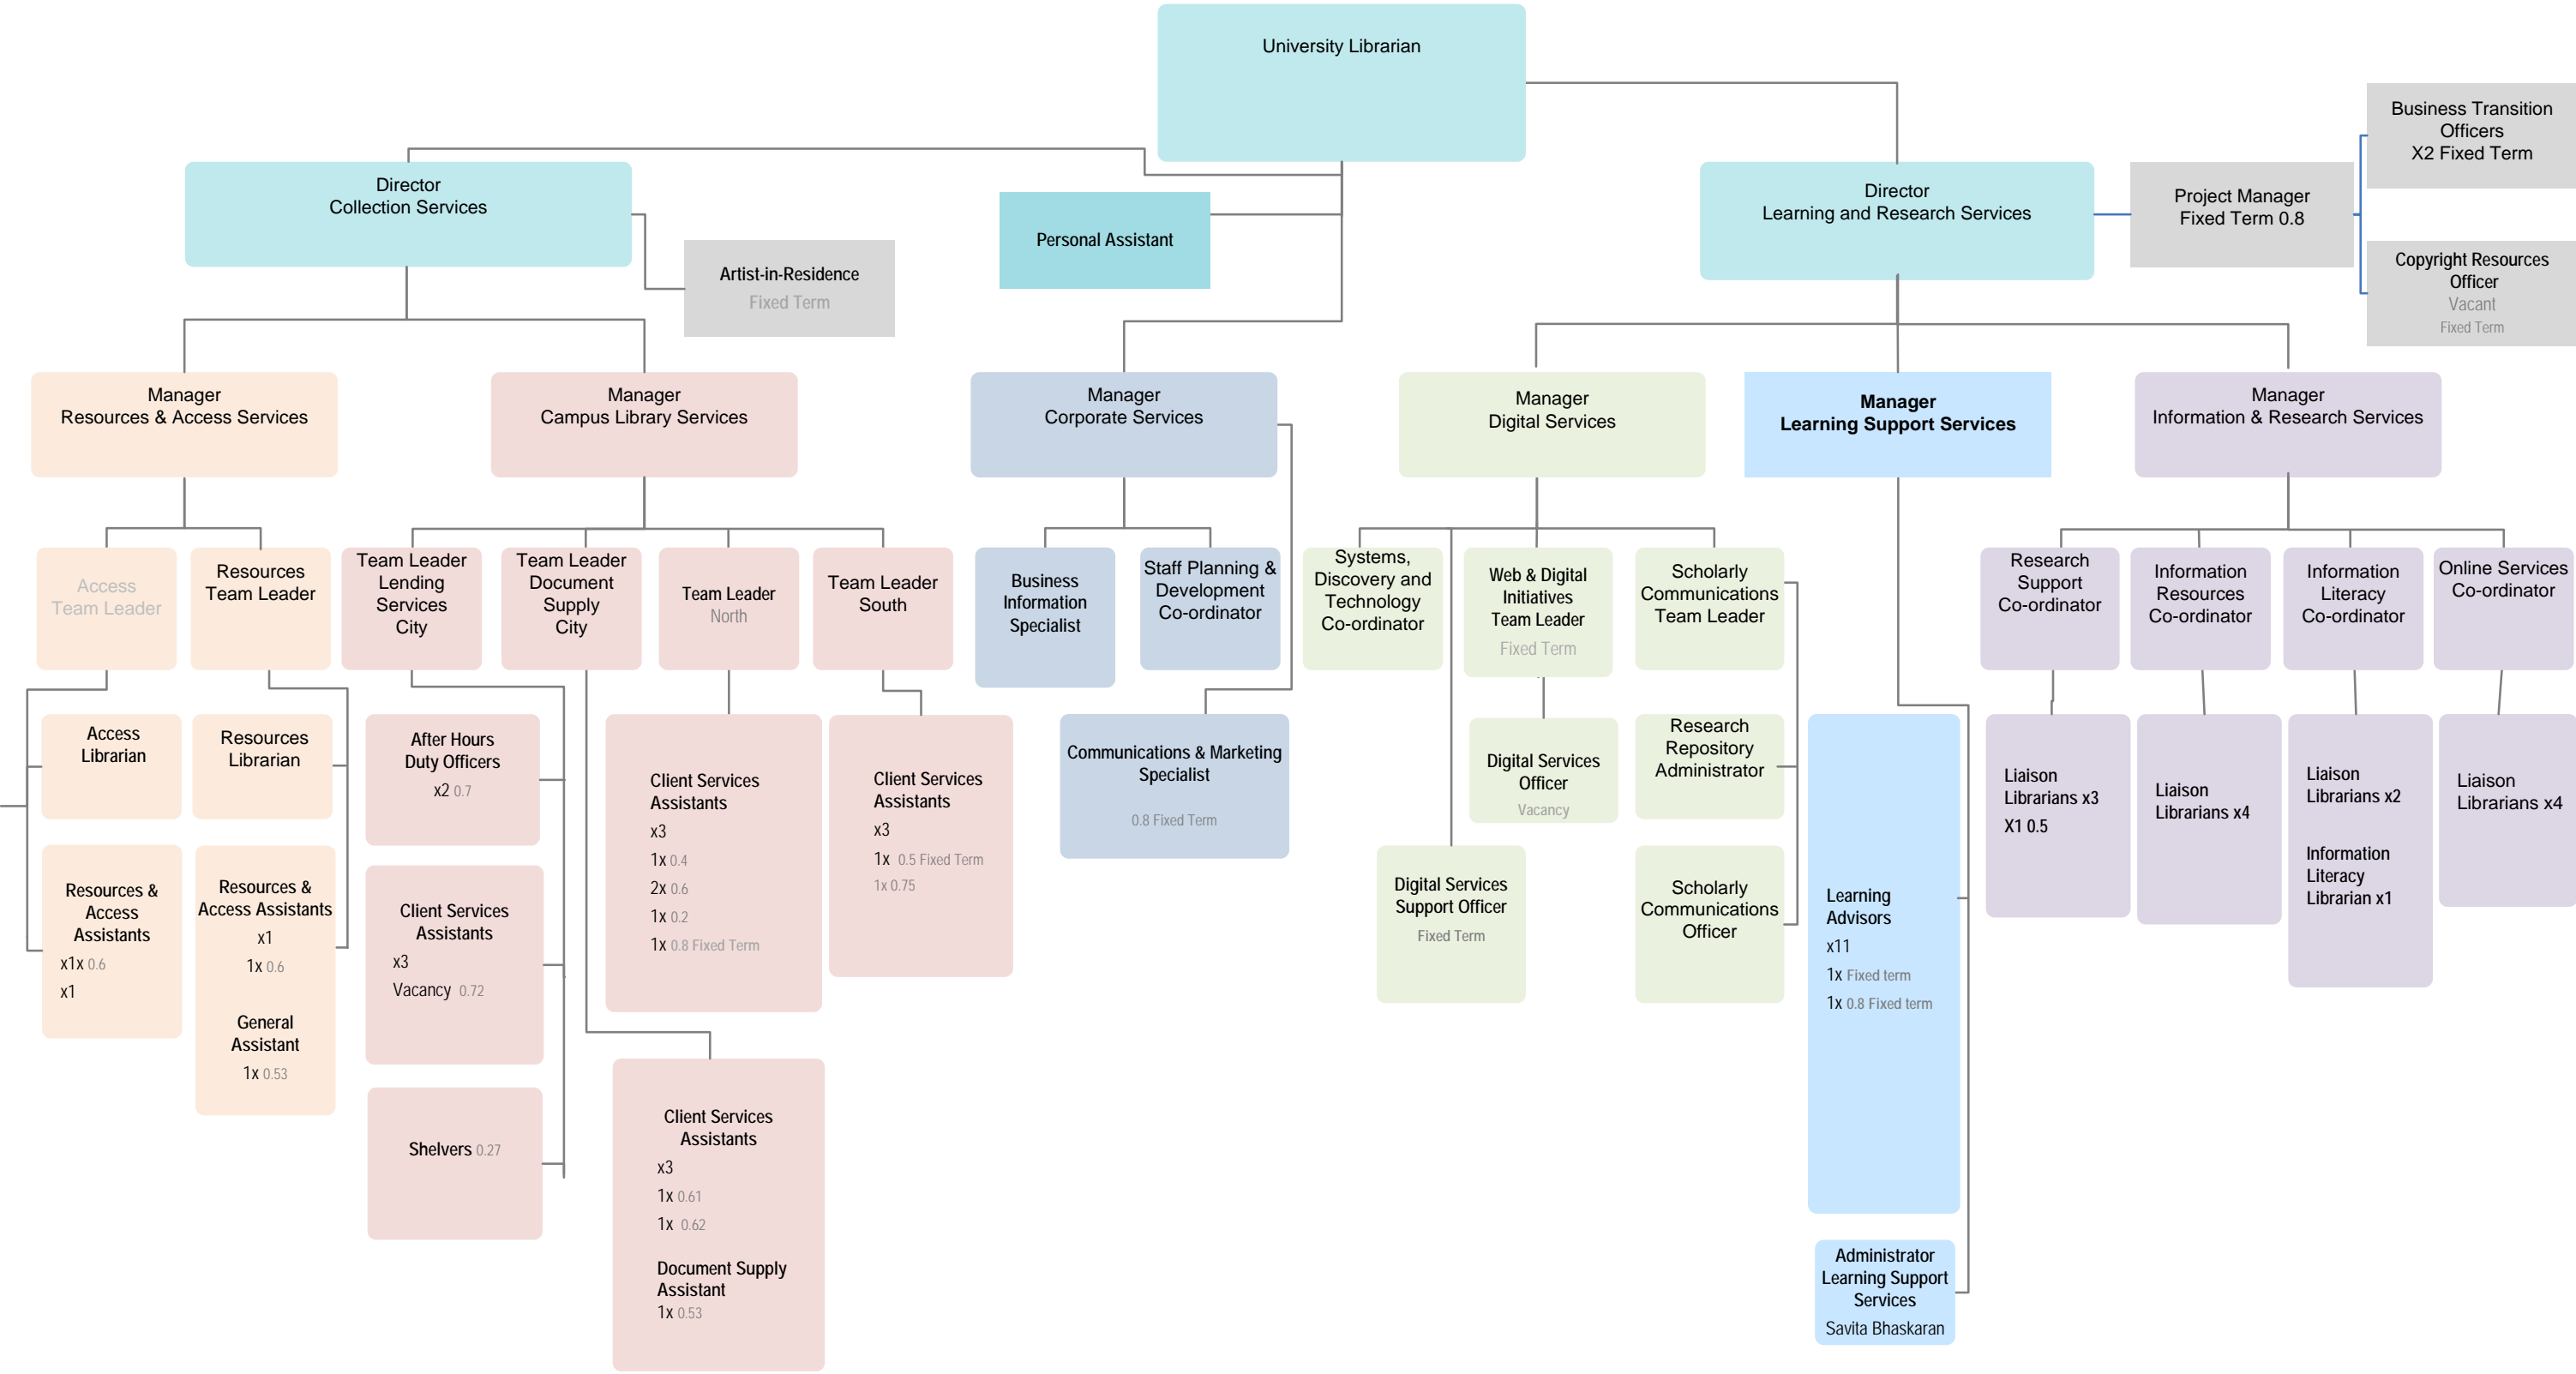 University Librarian
Business Transition
Officers
X2 Fixed Term
Director
Collection Services
Personal Assistant
Director
Learning and Research Services
Project Manager
Fixed Term 0.8
Artist-in-Residence
Fixed Term
Copyright Resources
Officer
Vacant
Fixed Term
Manager
Resources & Access Services
Manager
Campus Library Services
Manager
Corporate Services
Manager
Digital Services
Manager
Learning Support Services
Manager
Information & Research Services
Access
Team Leader
Resources
Team Leader
Team Leader
Lending
Services
City
Team Leader
Document
Supply
City
Team Leader
North
Team Leader
South
Business
Information
Specialist
Staff Planning &
Development
Co-ordinator
Systems,
Discovery and
Technology
Co-ordinator
Web & Digital
Initiatives
Team Leader
Fixed Term
Scholarly
Communications
Team Leader
Research
Support
Co-ordinator
Information
Resources
Co-ordinator
Information
Literacy
Co-ordinator
Online Services
Co-ordinator
Access
Librarian
Resources
Librarian
After Hours
Duty Officers
x2 0.7
Client Services
Assistants
x3
1x 0.4
2x 0.6
1x 0.2
1x 0.8 Fixed Term
Client Services
Assistants
x3
1x 0.5 Fixed Term
1x 0.75
Communications & Marketing
Specialist
0.8 Fixed Term
Digital Services
Officer
Vacancy
Research
Repository
Administrator
Liaison
Librarians x3
X1 0.5
Liaison
Librarians x4
Liaison
Librarians x2
Information
Literacy
Librarian x1
Liaison
Librarians x4
Resources &
Access
Assistants
x1x 0.6
x1
Resources &
Access Assistants
x1
1x 0.6
General
Assistant
1x 0.53
Client Services
Assistants
x3
Vacancy 0.72
Digital Services
Support Officer
Fixed Term
Scholarly
Communications
Officer
Learning
Advisors
x11
1x Fixed term
1x 0.8 Fixed term
Shelvers 0.27
Client Services
Assistants
x3
1x 0.61
1x 0.62
Document Supply
Assistant
1x 0.53
Administrator
Learning Support
Services
Savita Bhaskaran